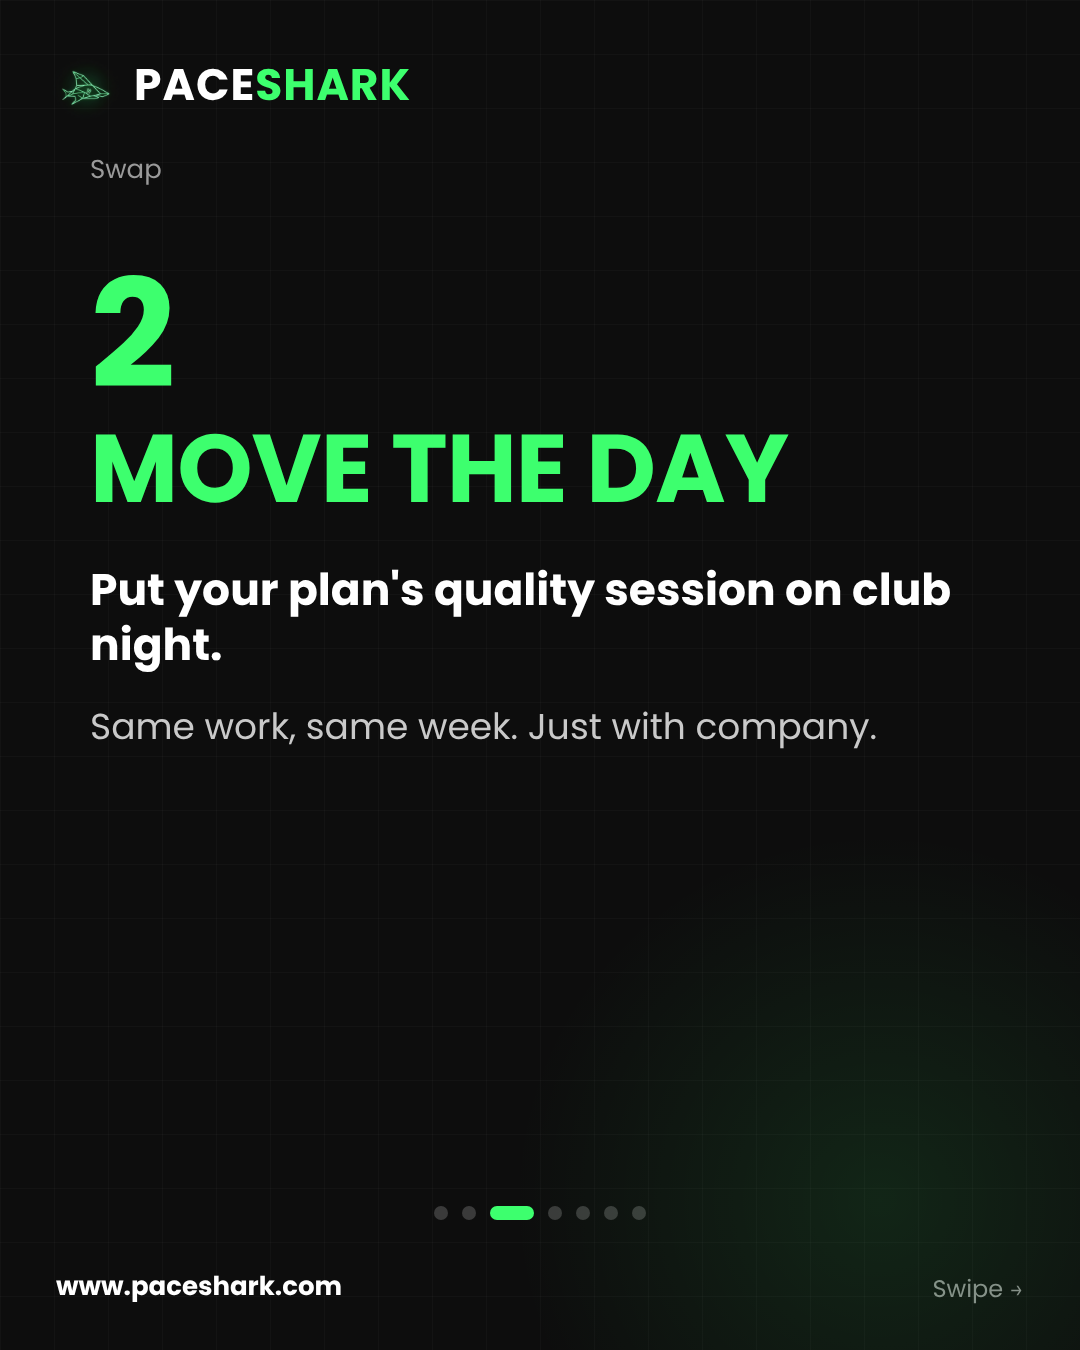 PACESHARK
Swap
2
MOVE THE DAY
Put your plan's quality session on club
night.
Same work, same week. Just with company.
www.paceshark.com
Swipe →